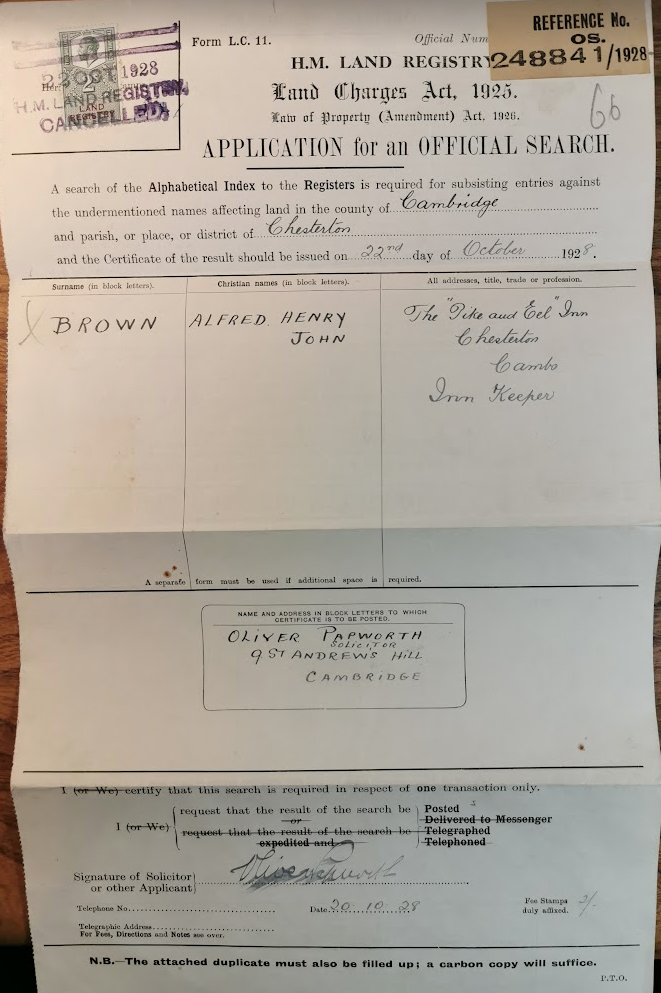 Form L.C. 11.
Official Num
REFERENCE No.
OS.
248841/1928
22 OCT 1928
H.M. LAND REGISTRY.
CANCELLED.
LAND
REGISTRY
66
H.M. LAND REGISTRY
Land Charges Act, 1925.
Law of Property (Amendment) Act, 1926.
APPLICATION for an OFFICIAL SEARCH.
A search of the Alphabetical Index to the Registers is required for subsisting entries against
the undermentioned names affecting land in the county of Cambridge
and parish, or place, or district of Chesterton
and the Certificate of the result should be issued on 22nd day of October 1928.
Surname (in block letters). Christian names (in block letters). All addresses, title, trade or profession.
X BROWN ALFRED HENRY The "Pike and Eel" Inn
JOHN Chesterton
Cambs
Inn Keeper
A separate form must be used if additional space is required.
NAME AND ADDRESS IN BLOCK LETTERS TO WHICH
CERTIFICATE IS TO BE POSTED.
OLIVER PAPWORTH
SOLICITOR
9 ST ANDREWS HILL
CAMBRIDGE
I (or We) certify that this search is required in respect of one transaction only.
I (or We) request that the result of the search be Posted
or Delivered to Messenger
request that the result of the search be Telegraphed
expedited and Telephoned
Signature of Solicitor
or other Applicant Oliver Papworth
Telephone No. Date 20 10 28 Fee Stamps 2/-
duly affixed.
Telegraphic Address
For Fees, Directions and Notes see over.
N.B.—The attached duplicate must also be filled up; a carbon copy will suffice.
P.T.O.